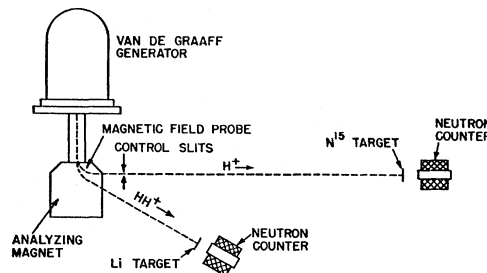 VAN DE GRAAFF
GENERATOR
MAGNETIC FIELD PROBE
CONTROL SLITS
H+
N15 TARGET
NEUTRON
COUNTER
HH+
ANALYZING
MAGNET
Li TARGET
NEUTRON
COUNTER